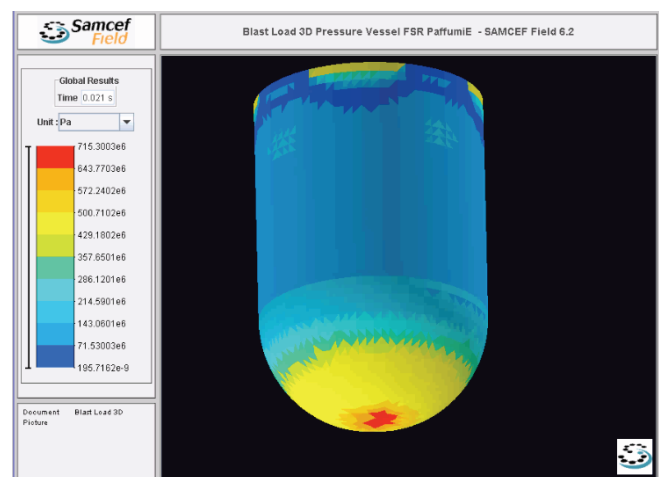 Samcef
Field
Blast Load 3D Pressure Vessel FSR PaffumiE - SAMCEF Field 6.2
Global Results
Time 0.021 s
Unit : Pa
715.3003e6
643.7703e6
572.2402e6
500.7102e6
429.1802e6
357.6501e6
286.1201e6
214.5901e6
143.0601e6
71.53003e6
195.7162e-9
Document Blast Load 3D
Picture